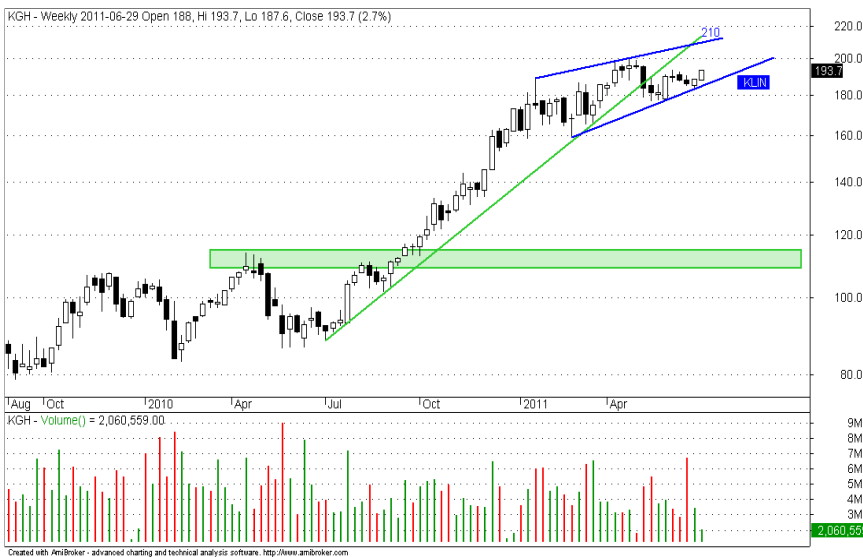 KGH - Weekly 2011-06-29 Open 188, Hi 193.7, Lo 187.6, Close 193.7 (2.7%)
210
220.0
200.0
193.7
KLIN
180.0
160.0
140.0
120.0
100.0
80.0
Aug Oct 2010 Apr Jul Oct 2011 Apr
KGH - Volume() = 2,060,559.00
9M
8M
7M
6M
5M
4M
3M
2,060,55
Created with AmiBroker - advanced charting and technical analysis software. http://www.amibroker.com